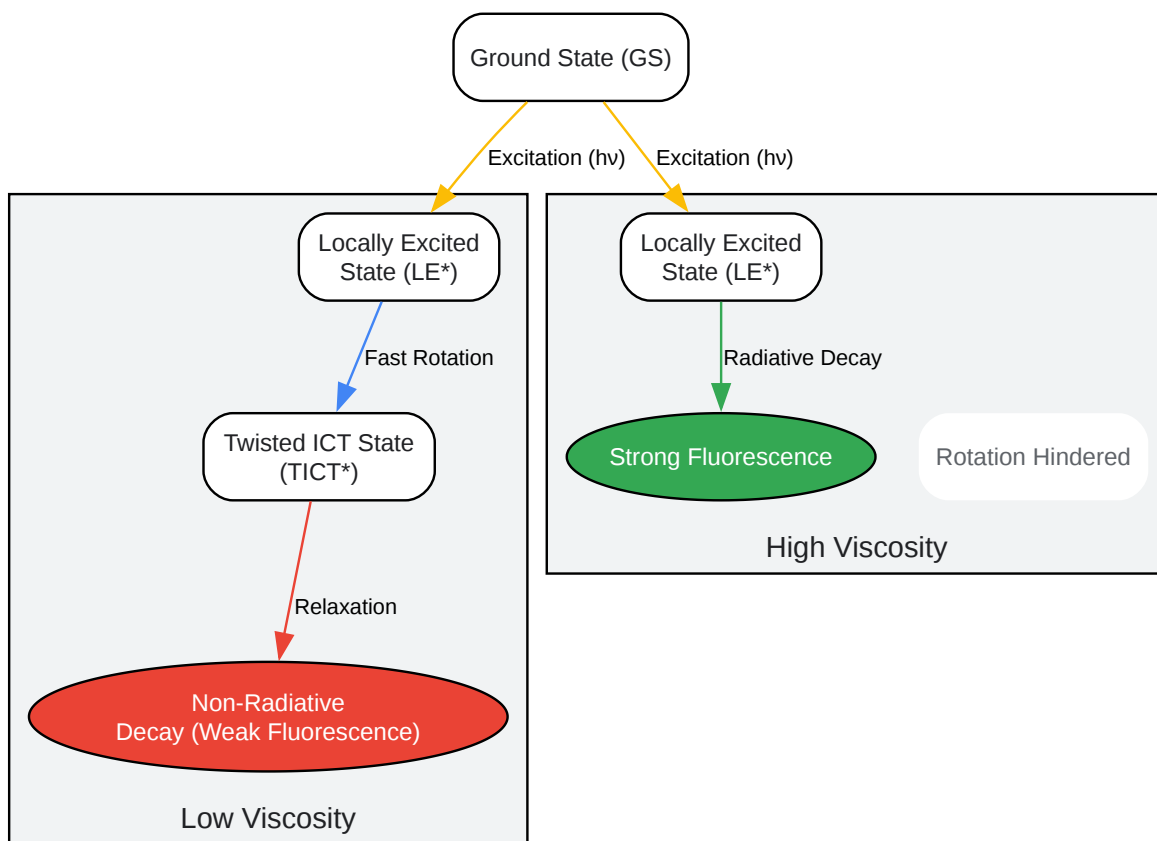 Ground State (GS)
Excitation (hν)
Excitation (hν)
Locally Excited
State (LE*)
Locally Excited
State (LE*)
Fast Rotation
Radiative Decay
Twisted ICT State
(TICT*)
Strong Fluorescence
Rotation Hindered
High Viscosity
Relaxation
Non-Radiative
Decay (Weak Fluorescence)
Low Viscosity